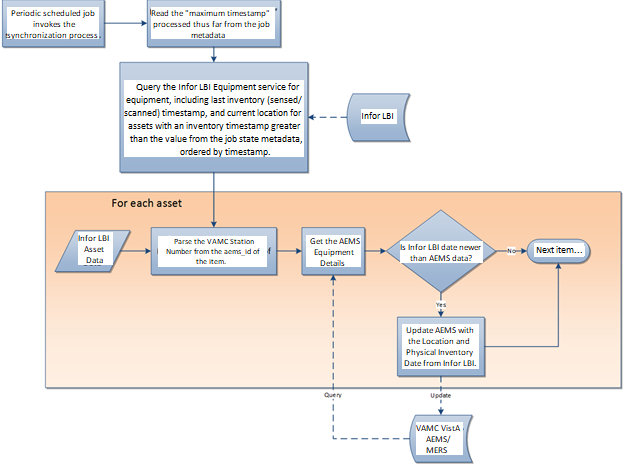 Periodic scheduled job
invokes the
synchronization process.
Read the "maximum timestamp"
processed thus far from the job
metadata
Query the Infor LBI Equipment service for
equipment, including last inventory (sensed/
scanned) timestamp, and current location for
assets with an inventory timestamp greater
than the value from the job state metadata,
ordered by timestamp.
Infor LBI
For each asset
Infor LBI
Asset
Data
Parse the VAMC Station
Number from the aems_id of
the item.
Get the AEMS
Equipment
Details
Is Infor LBI date newer
than AEMS data?
No
Next item...
Yes
Update AEMS with
the Location and
Physical Inventory
Date from Infor LBI.
Query
Update
VAMC VistA
AEMS/
MERS